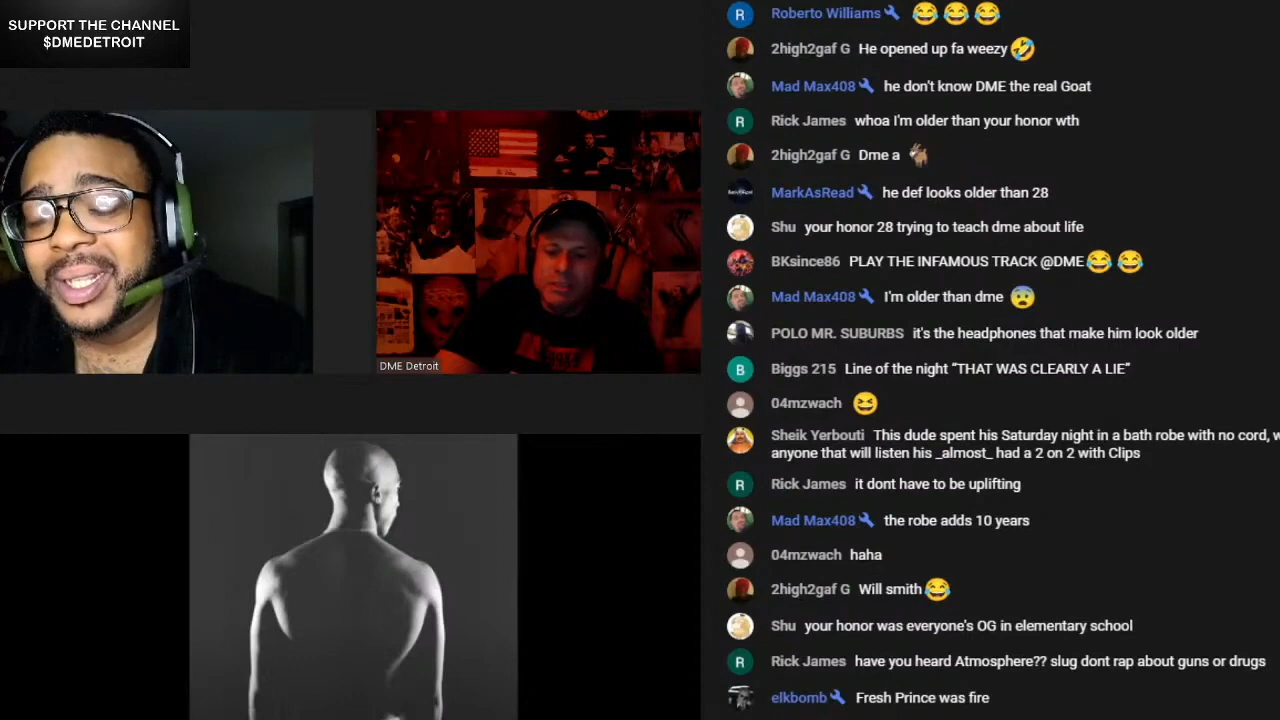 SUPPORT THE CHANNEL
$DMEDETROIT
DME Detroit
R Roberto Williams 😂😂😂
2high2gaf G He opened up fa weezy🤣
Mad Max408 he don't know DME the real Goat
R Rick James whoa I'm older than your honor wth
2high2gaf G Dme a 🐐
MarkAsRead he def looks older than 28
Shu your honor 28 trying to teach dme about life
BKsince86 PLAY THE INFAMOUS TRACK @DME😂😂
Mad Max408 I'm older than dme 😨
POLO MR. SUBURBS it's the headphones that make him look older
B Biggs 215 Line of the night “THAT WAS CLEARLY A LIE”
04mzwach 😆
Sheik Yerbouti This dude spent his Saturday night in a bath robe with no cord,
anyone that will listen his _almost_ had a 2 on 2 with Clips
R Rick James it dont have to be uplifting
Mad Max408 the robe adds 10 years
04mzwach haha
2high2gaf G Will smith😂
Shu your honor was everyone's OG in elementary school
R Rick James have you heard Atmosphere?? slug dont rap about guns or drugs
elkbomb Fresh Prince was fire